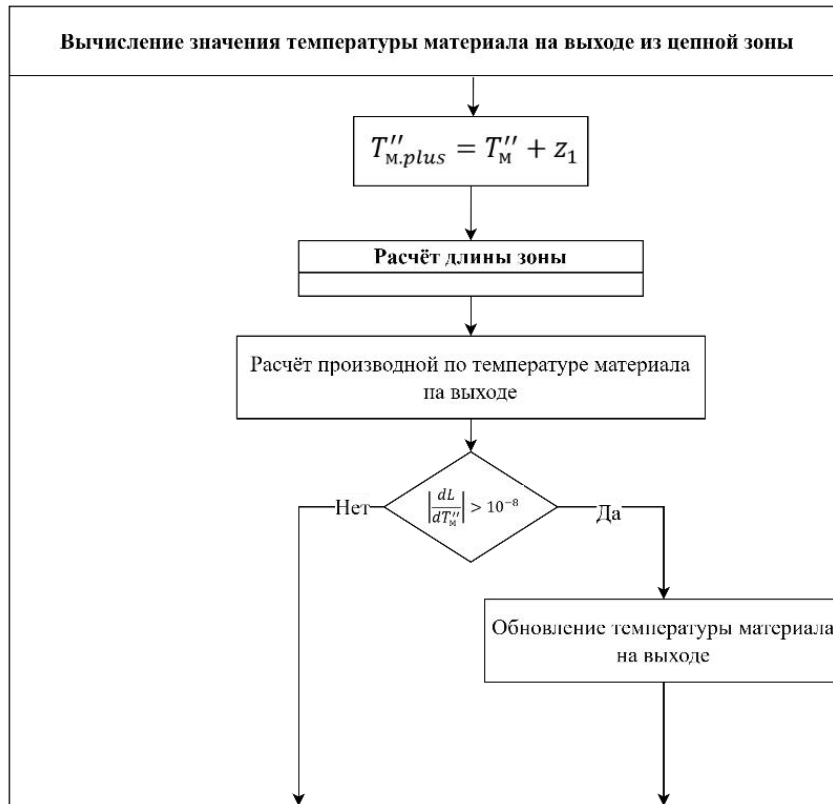 Вычисление значения температуры материала на выходе из цепной зоны
T″м.plus = T″м + z₁
Расчёт длины зоны
Расчёт производной по температуре материала
на выходе
|dL/dT″м| > 10⁻⁸
Нет
Да
Обновление температуры материала
на выходе